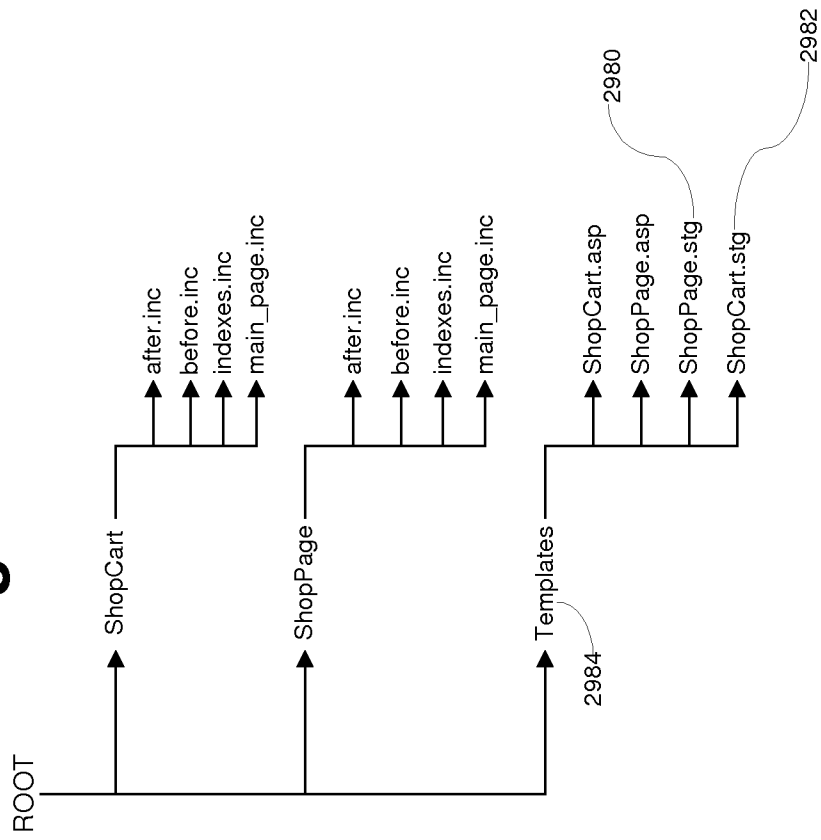 ROOT
ShopCart
after.inc
before.inc
indexes.inc
main_page.inc
ShopPage
after.inc
before.inc
indexes.inc
main_page.inc
Templates
2984
ShopCart.asp
ShopPage.asp
ShopPage.stg
ShopCart.stg
2980
2982